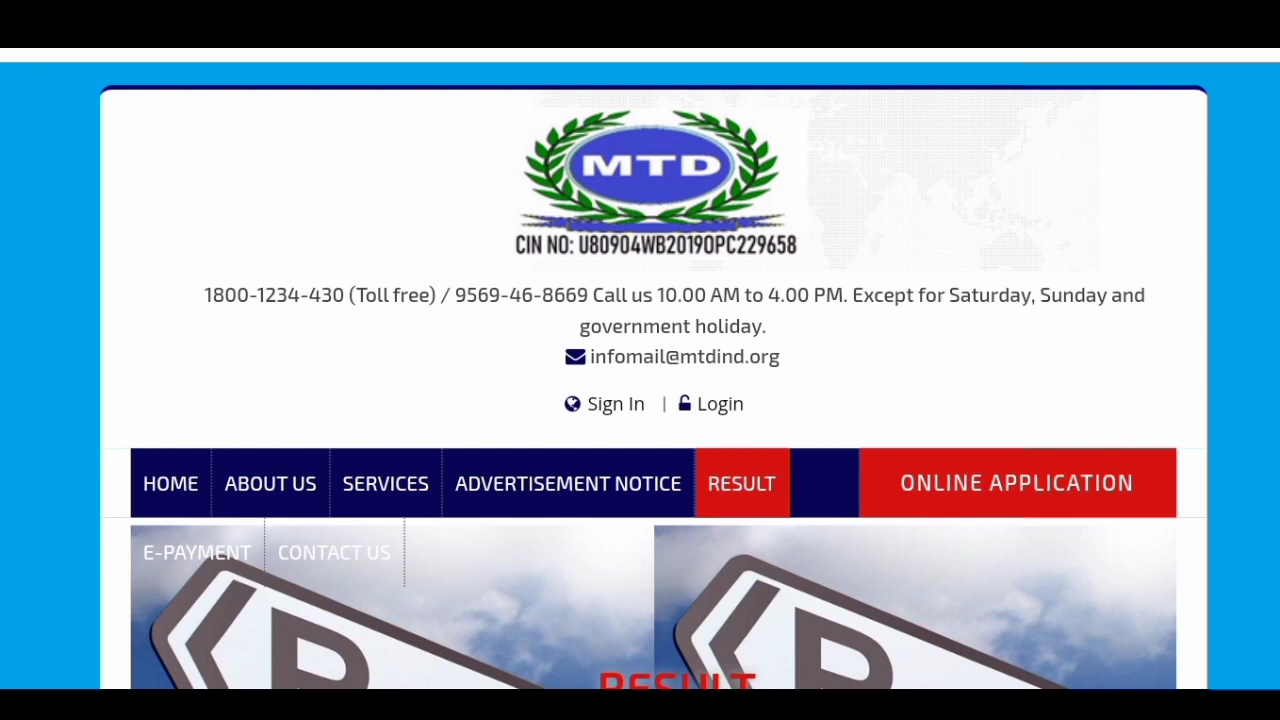 MTD
CIN NO: U80904WB2019OPC229658
1800-1234-430 (Toll free) / 9569-46-8669 Call us 10.00 AM to 4.00 PM. Except for Saturday, Sunday and
government holiday.
infomail@mtdind.org
Sign In | Login
HOME ABOUT US SERVICES ADVERTISEMENT NOTICE RESULT ONLINE APPLICATION
E-PAYMENT CONTACT US
RESULT